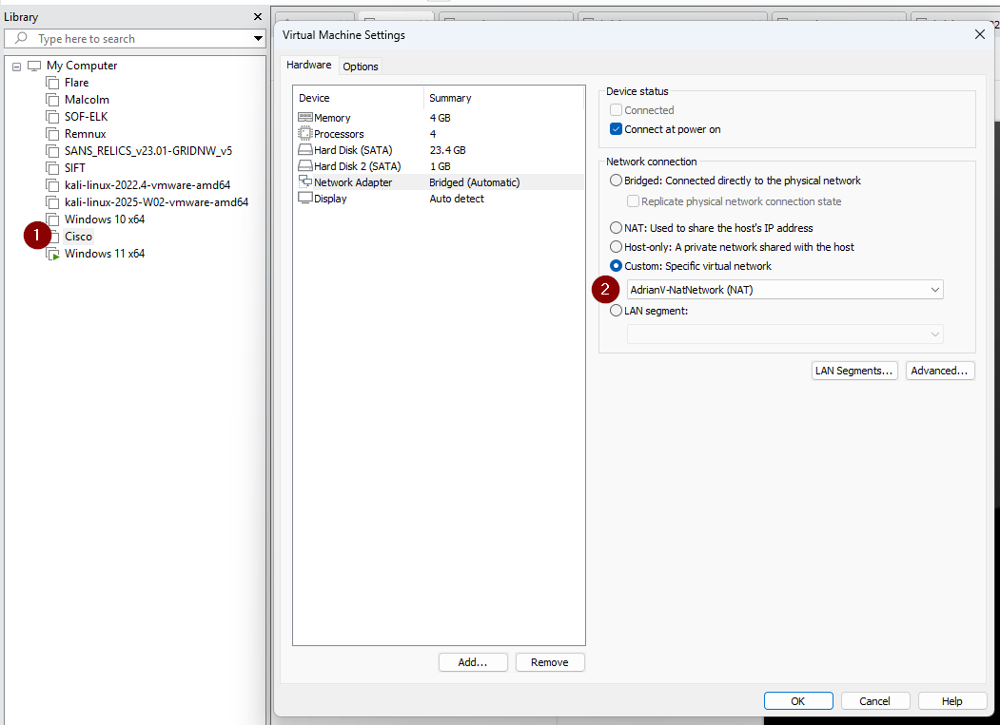 Library
Type here to search
My Computer
Flare
Malcolm
SOF-ELK
Remnux
SANS_RELICS_v23.01-GRIDNW_v5
SIFT
kali-linux-2022.4-vmware-amd64
kali-linux-2025-W02-vmware-amd64
Windows 10 x64
1
Cisco
Windows 11 x64
Virtual Machine Settings
Hardware
Options
Device Summary
Memory 4 GB
Processors 4
Hard Disk (SATA) 23.4 GB
Hard Disk 2 (SATA) 1 GB
Network Adapter Bridged (Automatic)
Display Auto detect
Add...
Remove
Device status
Connected
Connect at power on
Network connection
Bridged: Connected directly to the physical network
Replicate physical network connection state
NAT: Used to share the host's IP address
Host-only: A private network shared with the host
Custom: Specific virtual network
2
AdrianV-NatNetwork (NAT)
LAN segment:
LAN Segments...
Advanced...
OK
Cancel
Help